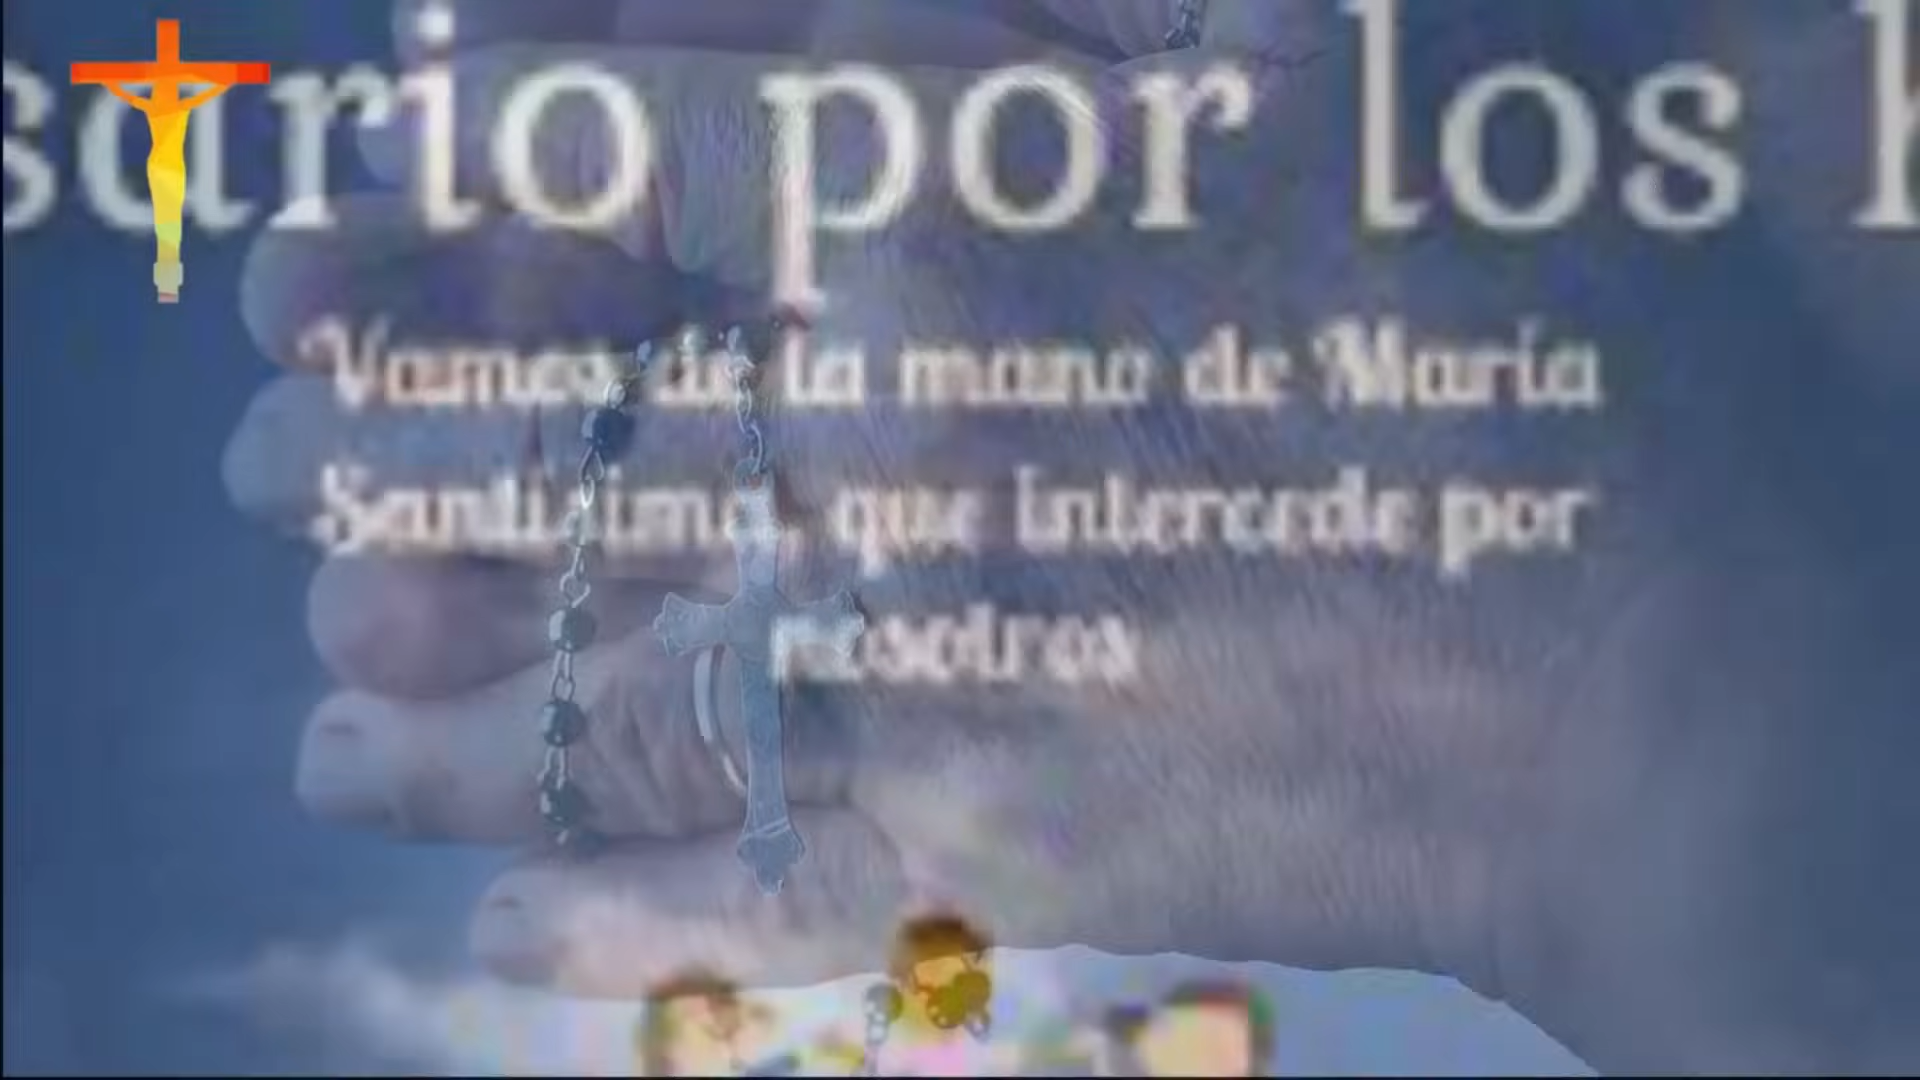 sario por los h
Vamos de la mano de María
Santísima, que intercede por
nosotros